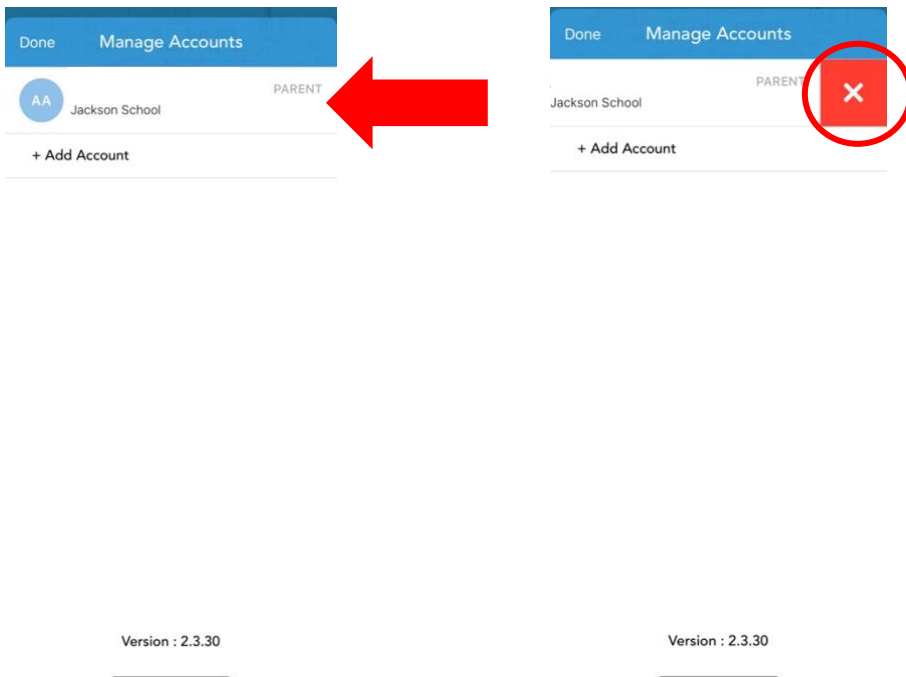 Done Manage Accounts
AA
PARENT
Jackson School
+ Add Account
Version : 2.3.30
Done Manage Accounts
PARENT
Jackson School
+ Add Account
Version : 2.3.30